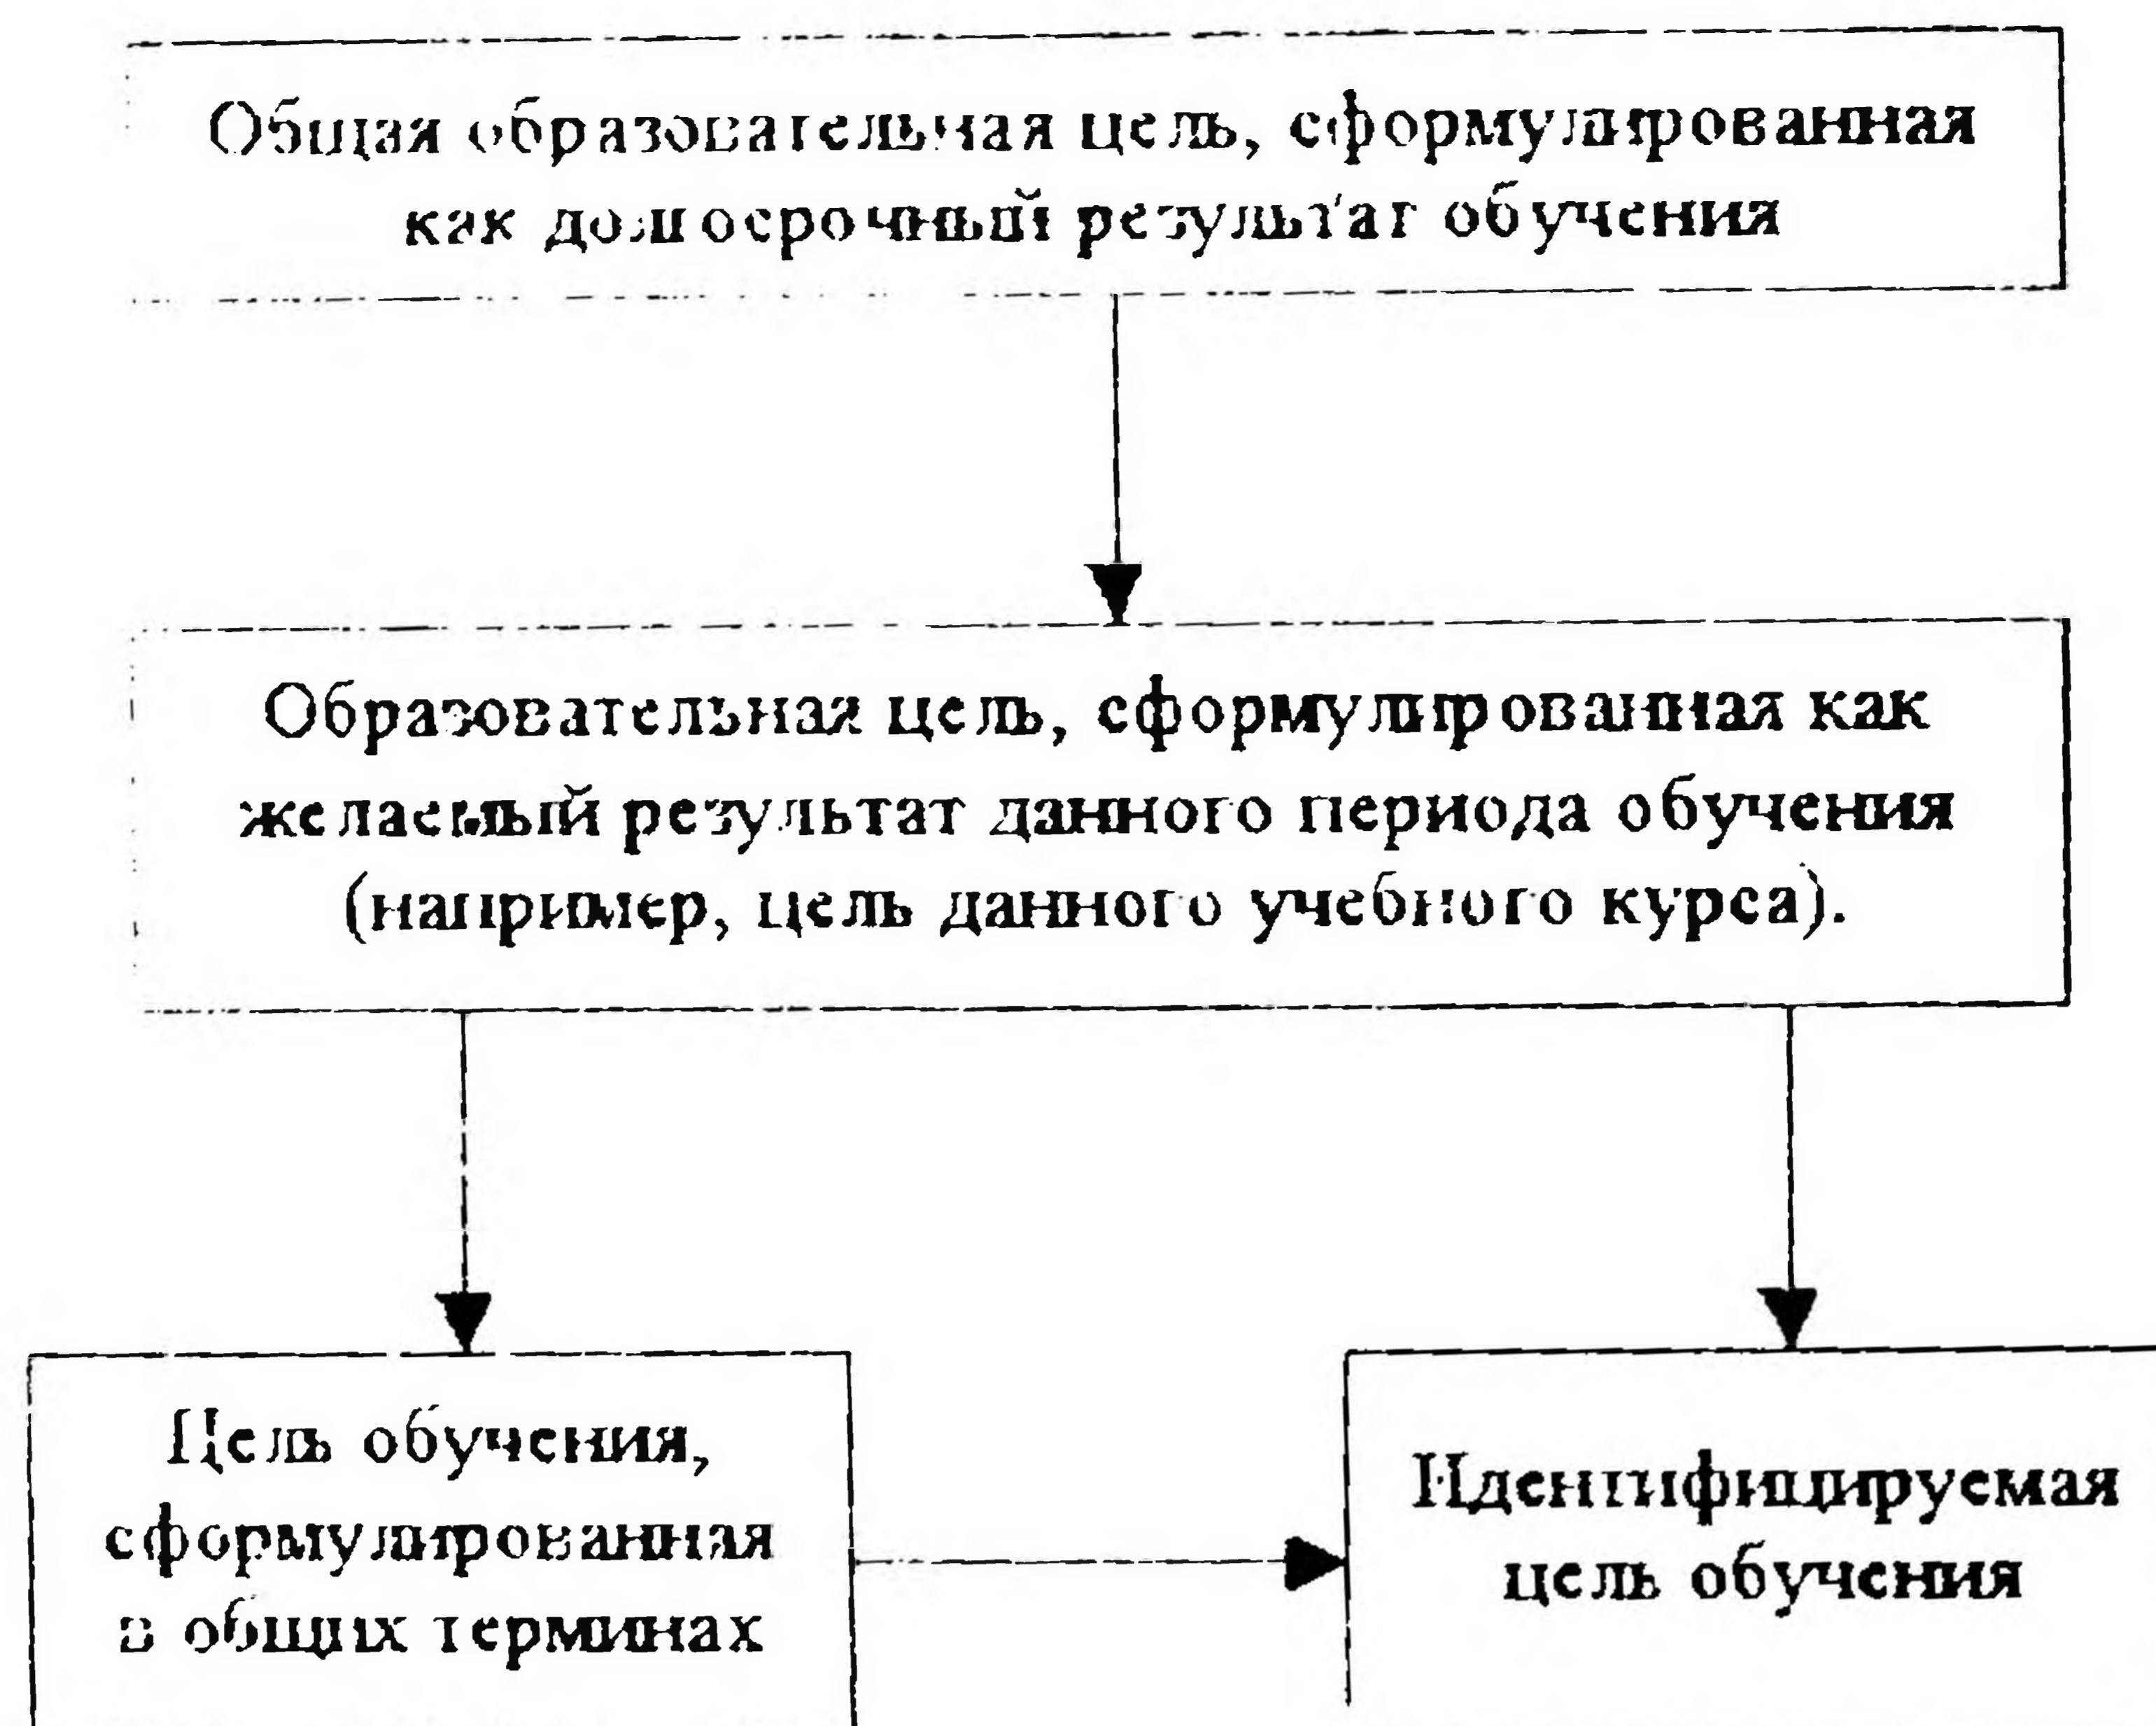 Общая образовательная цель, сформулированная
как долгосрочный результат обучения
Образовательная цель, сформулированная как
желаемый результат данного периода обучения
(например, цель данного учебного курса).
Цель обучения,
сформулированная
в общих терминах
Идентифицируемая
цель обучения